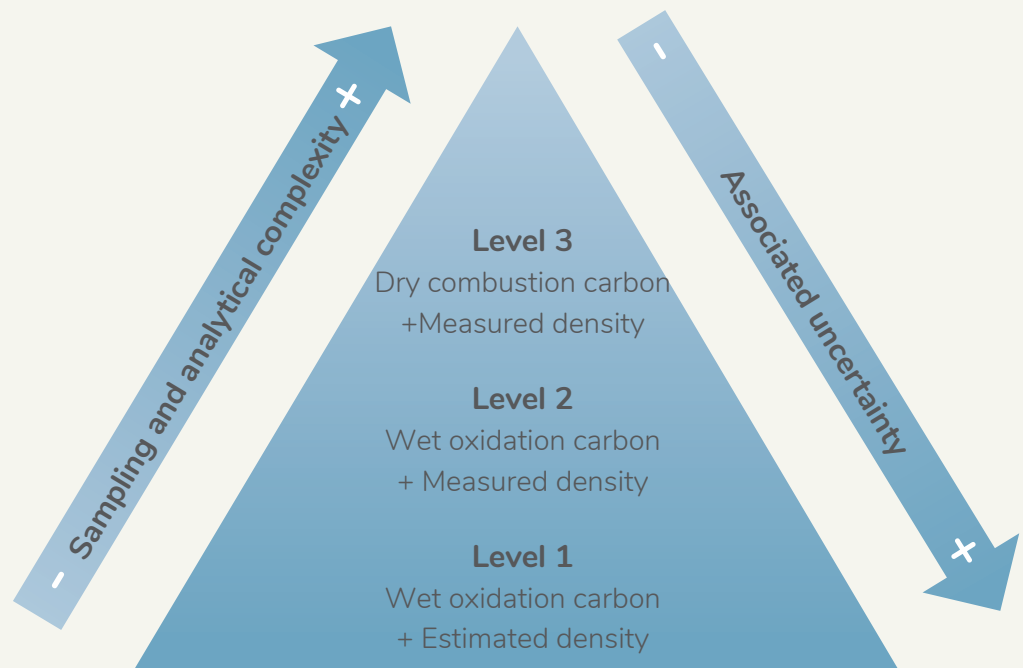 -
Sampling and analytical complexity
+
Level 3
Dry combustion carbon
+Measured density
Level 2
Wet oxidation carbon
+ Measured density
Level 1
Wet oxidation carbon
+ Estimated density
-
Associated uncertainty
+